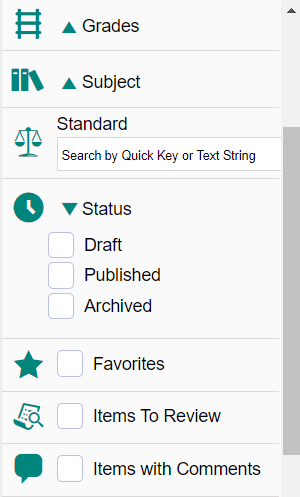 Grades
Subject
Standard
Search by Quick Key or Text String
Status
Draft
Published
Archived
Favorites
Items To Review
Items with Comments